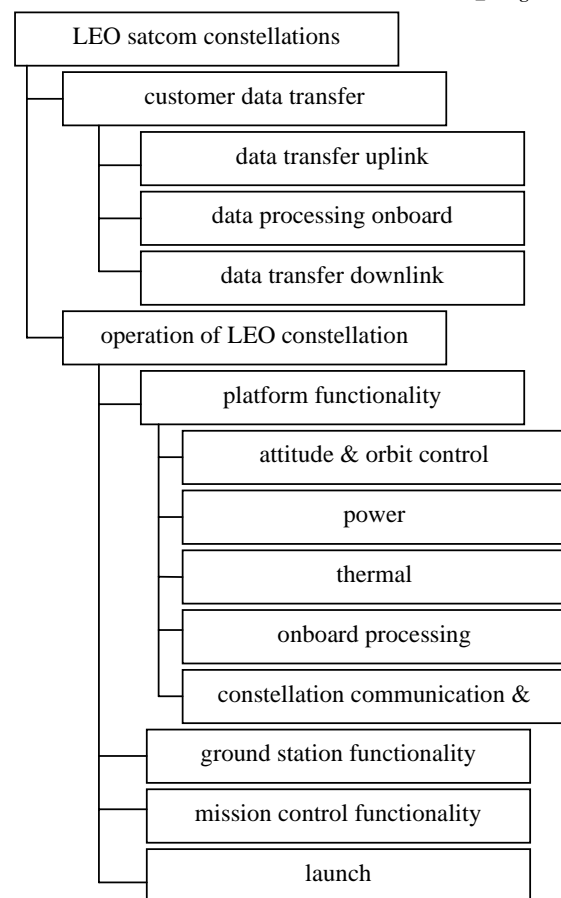 LEO satcom constellations
customer data transfer
data transfer uplink
data processing onboard
data transfer downlink
operation of LEO constellation
platform functionality
attitude & orbit control
power
thermal
onboard processing
constellation communication &
ground station functionality
mission control functionality
launch